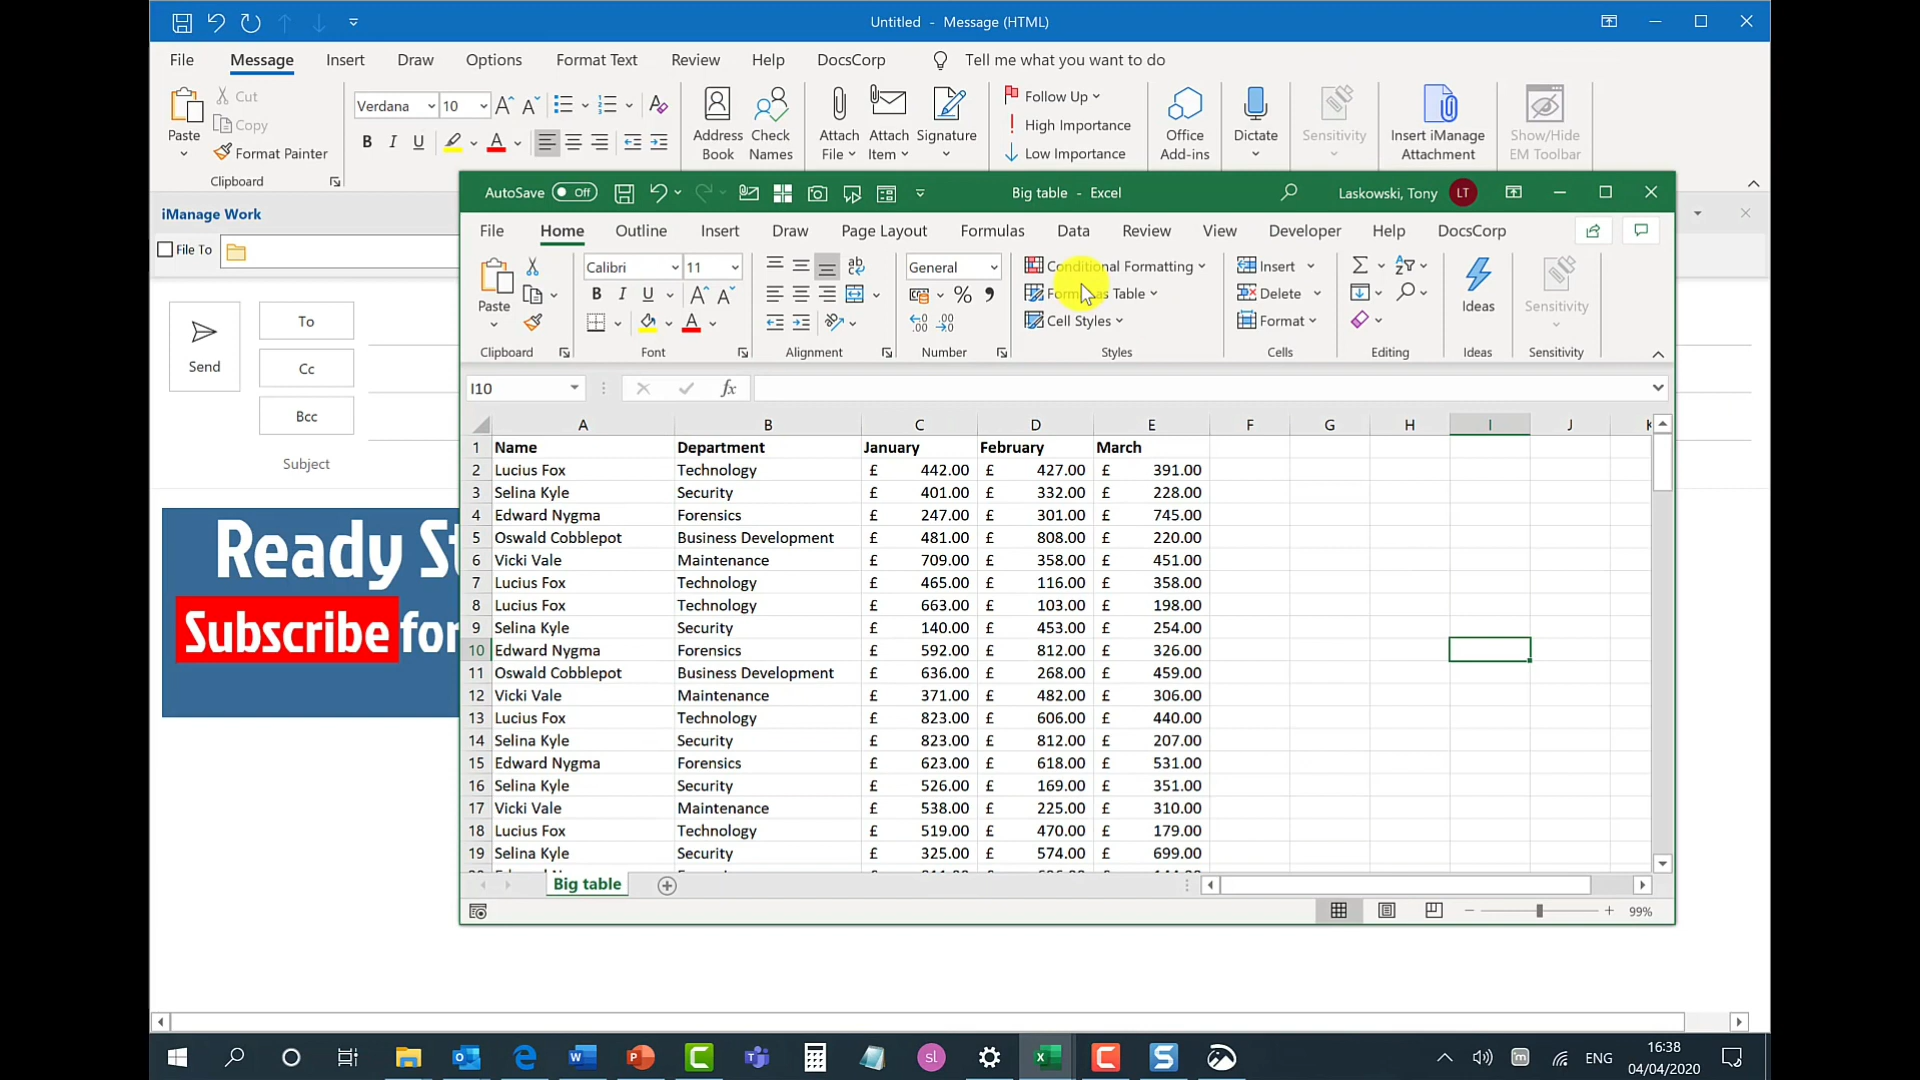 Untitled - Message (HTML)
File Message Insert Draw Options Format Text Review Help DocsCorp Tell me what you want to do
Paste Cut Copy Format Painter Clipboard
Verdana 10
B I U A
Address Book Check Names
Attach File Attach Item Signature
Follow Up High Importance Low Importance
Office Add-ins Dictate Sensitivity Insert iManage Attachment Show/Hide EM Toolbar
iManage Work
File To
Send To Cc Bcc Subject
Ready St
Subscribe for
AutoSave Off Big table - Excel Laskowski, Tony LT
File Home Outline Insert Draw Page Layout Formulas Data Review View Developer Help DocsCorp
Paste Calibri 11 General Conditional Formatting Insert Ideas Sensitivity
B I U % Format as Table Delete
Cell Styles Format
Clipboard Font Alignment Number Styles Cells Editing Ideas Sensitivity
I10 fx
A B C D E F G H I J K
1 Name Department January February March
2 Lucius Fox Technology £ 442.00 £ 427.00 £ 391.00
3 Selina Kyle Security £ 401.00 £ 332.00 £ 228.00
4 Edward Nygma Forensics £ 247.00 £ 301.00 £ 745.00
5 Oswald Cobblepot Business Development £ 481.00 £ 808.00 £ 220.00
6 Vicki Vale Maintenance £ 709.00 £ 358.00 £ 451.00
7 Lucius Fox Technology £ 465.00 £ 116.00 £ 358.00
8 Lucius Fox Technology £ 663.00 £ 103.00 £ 198.00
9 Selina Kyle Security £ 140.00 £ 453.00 £ 254.00
10 Edward Nygma Forensics £ 592.00 £ 812.00 £ 326.00
11 Oswald Cobblepot Business Development £ 636.00 £ 268.00 £ 459.00
12 Vicki Vale Maintenance £ 371.00 £ 482.00 £ 306.00
13 Lucius Fox Technology £ 823.00 £ 606.00 £ 440.00
14 Selina Kyle Security £ 823.00 £ 812.00 £ 207.00
15 Edward Nygma Forensics £ 623.00 £ 618.00 £ 531.00
16 Selina Kyle Security £ 526.00 £ 169.00 £ 351.00
17 Vicki Vale Maintenance £ 538.00 £ 225.00 £ 310.00
18 Lucius Fox Technology £ 519.00 £ 470.00 £ 179.00
19 Selina Kyle Security £ 325.00 £ 574.00 £ 699.00
Big table
99%
sl ENG 16:38
04/04/2020